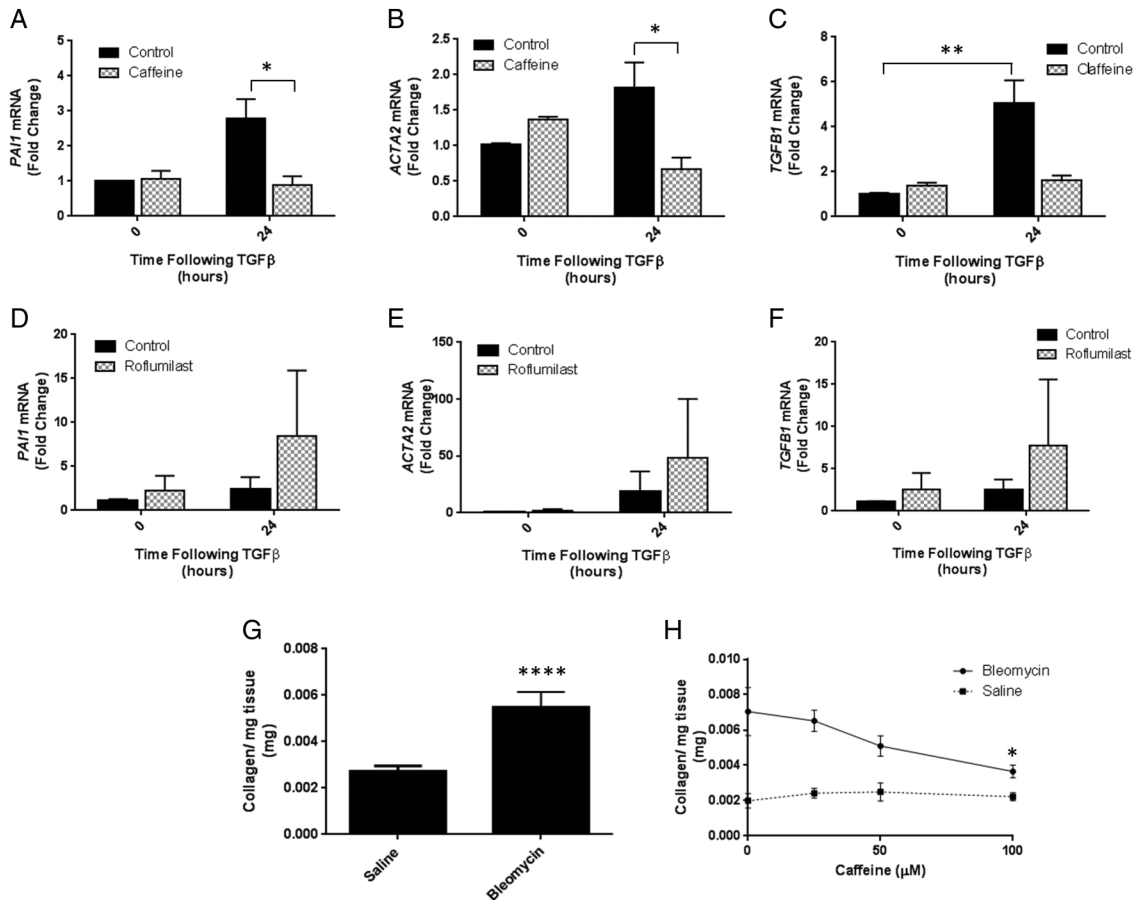 A
5
4
3
2
1
0
PAI1 mRNA
(Fold Change)
Control
Caffeine
*
0
24
Time Following TGFβ
(hours)
B
2.5
2.0
1.5
1.0
0.5
0.0
ACTA2 mRNA
(Fold Change)
Control
Caffeine
*
0
24
Time Following TGFβ
(hours)
C
8
6
4
2
0
TGFB1 mRNA
(Fold Change)
**
Control
Claffeine
0
24
Time Following TGFβ
(hours)
D
20
15
10
5
0
PAI1 mRNA
(Fold Change)
Control
Roflumilast
0
24
Time Following TGFβ
(hours)
E
150
100
50
0
ACTA2 mRNA
(Fold Change)
Control
Roflumilast
0
24
Time Following TGFβ
(hours)
F
20
15
10
5
0
TGFB1 mRNA
(Fold Change)
Control
Roflumilast
0
24
Time Following TGFβ
(hours)
G
0.008
0.006
0.004
0.002
0.000
Collagen/ mg tissue
(mg)
****
Saline
Bleomycin
H
0.010
0.008
0.006
0.004
0.002
0.000
Collagen/ mg tissue
(mg)
Bleomycin
Saline
*
0
50
100
Caffeine (μM)